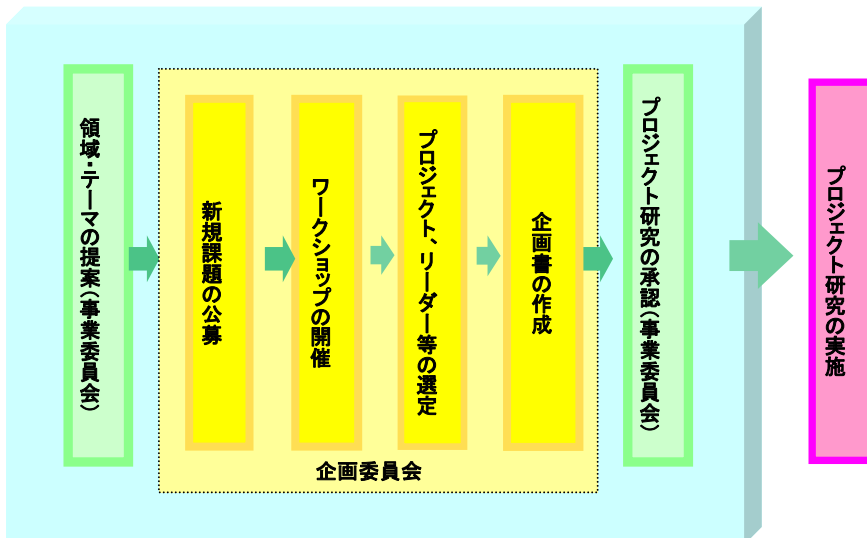 領域・テーマの提案(事業委員会)
新規課題の公募
ワークショップの開催
プロジェクト、リーダー等の選定
企画書の作成
企画委員会
プロジェクト研究の承認(事業委員会)
プロジェクト研究の実施